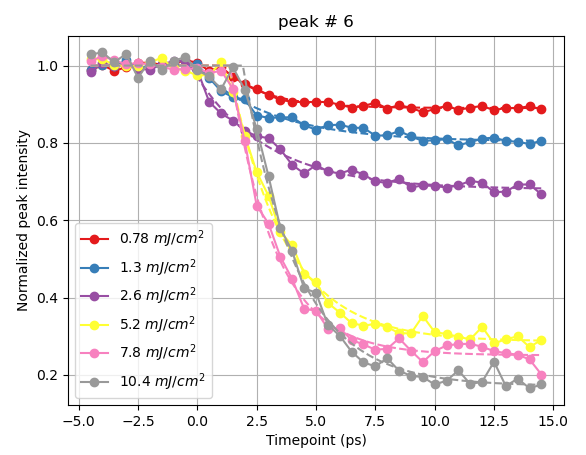 peak # 6
Normalized peak intensity
1.0
0.8
0.6
0.4
0.2
0.78 mJ/cm²
1.3 mJ/cm²
2.6 mJ/cm²
5.2 mJ/cm²
7.8 mJ/cm²
10.4 mJ/cm²
−5.0 −2.5 0.0 2.5 5.0 7.5 10.0 12.5 15.0
Timepoint (ps)